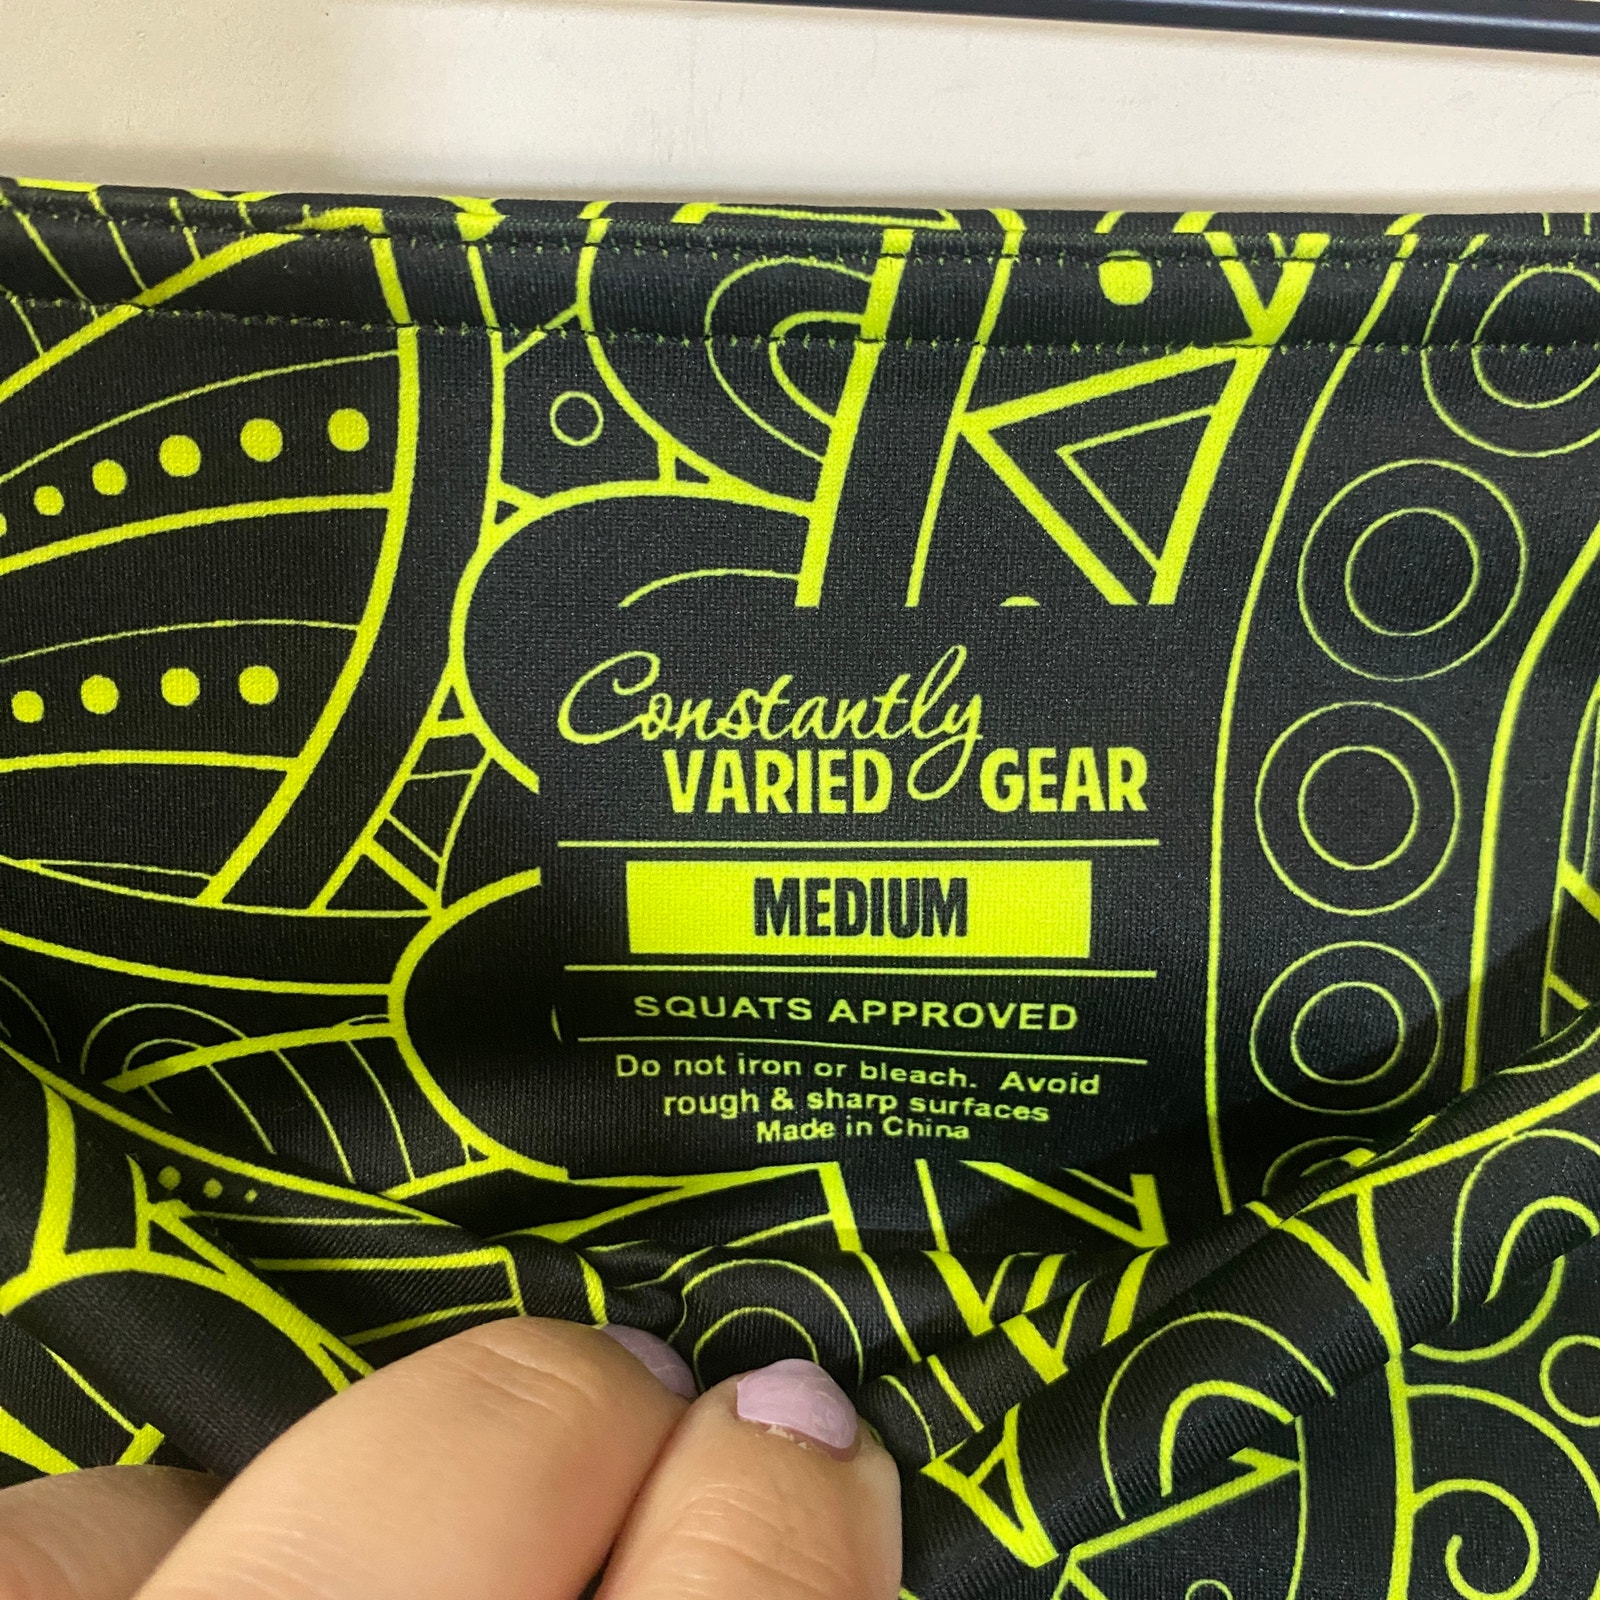 Constantly
VARIED GEAR
MEDIUM
SQUATS APPROVED
Do not iron or bleach. Avoid
rough & sharp surfaces
Made in China